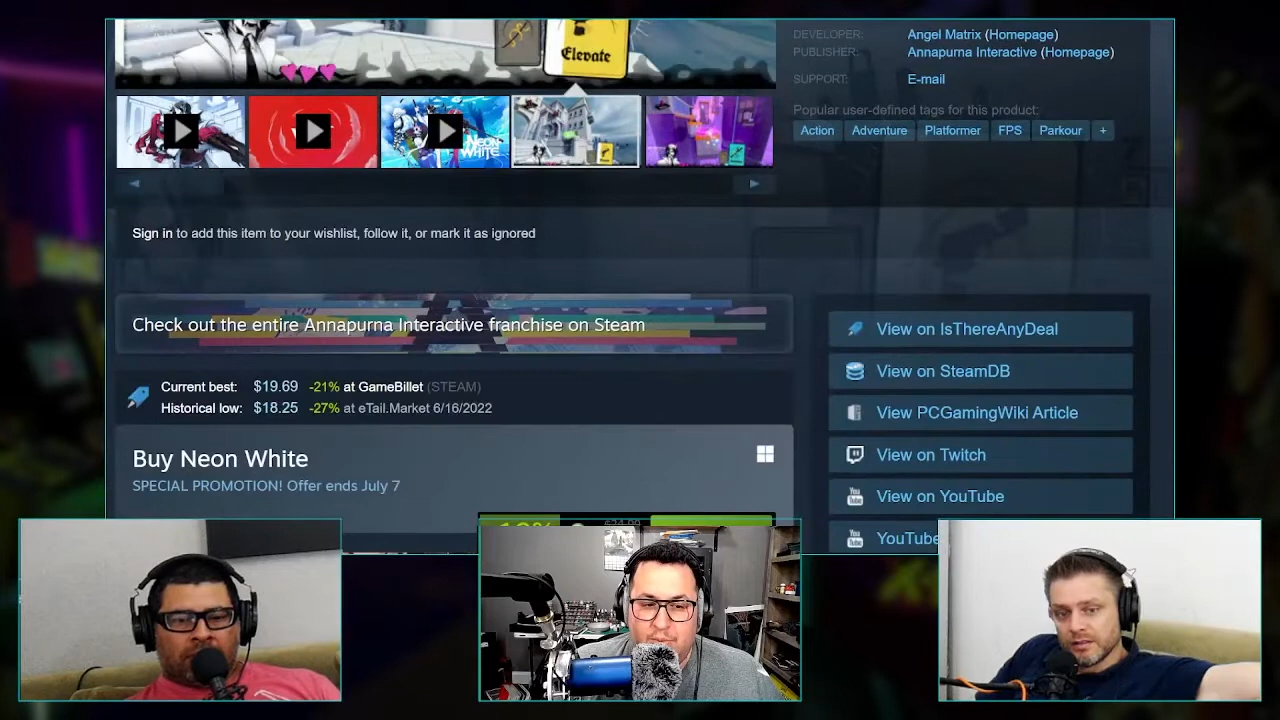 Elevate
DEVELOPER: Angel Matrix (Homepage)
PUBLISHER: Annapurna Interactive (Homepage)
SUPPORT: E-mail
Popular user-defined tags for this product:
Action Adventure Platformer FPS Parkour +
NEON WHITE
Sign in to add this item to your wishlist, follow it, or mark it as ignored
Check out the entire Annapurna Interactive franchise on Steam
Current best: $19.69 -21% at GameBillet (STEAM)
Historical low: $18.25 -27% at eTail.Market 6/16/2022
Buy Neon White
SPECIAL PROMOTION! Offer ends July 7
View on IsThereAnyDeal
View on SteamDB
View PCGamingWiki Article
View on Twitch
You Tube View on YouTube
You Tube YouTube